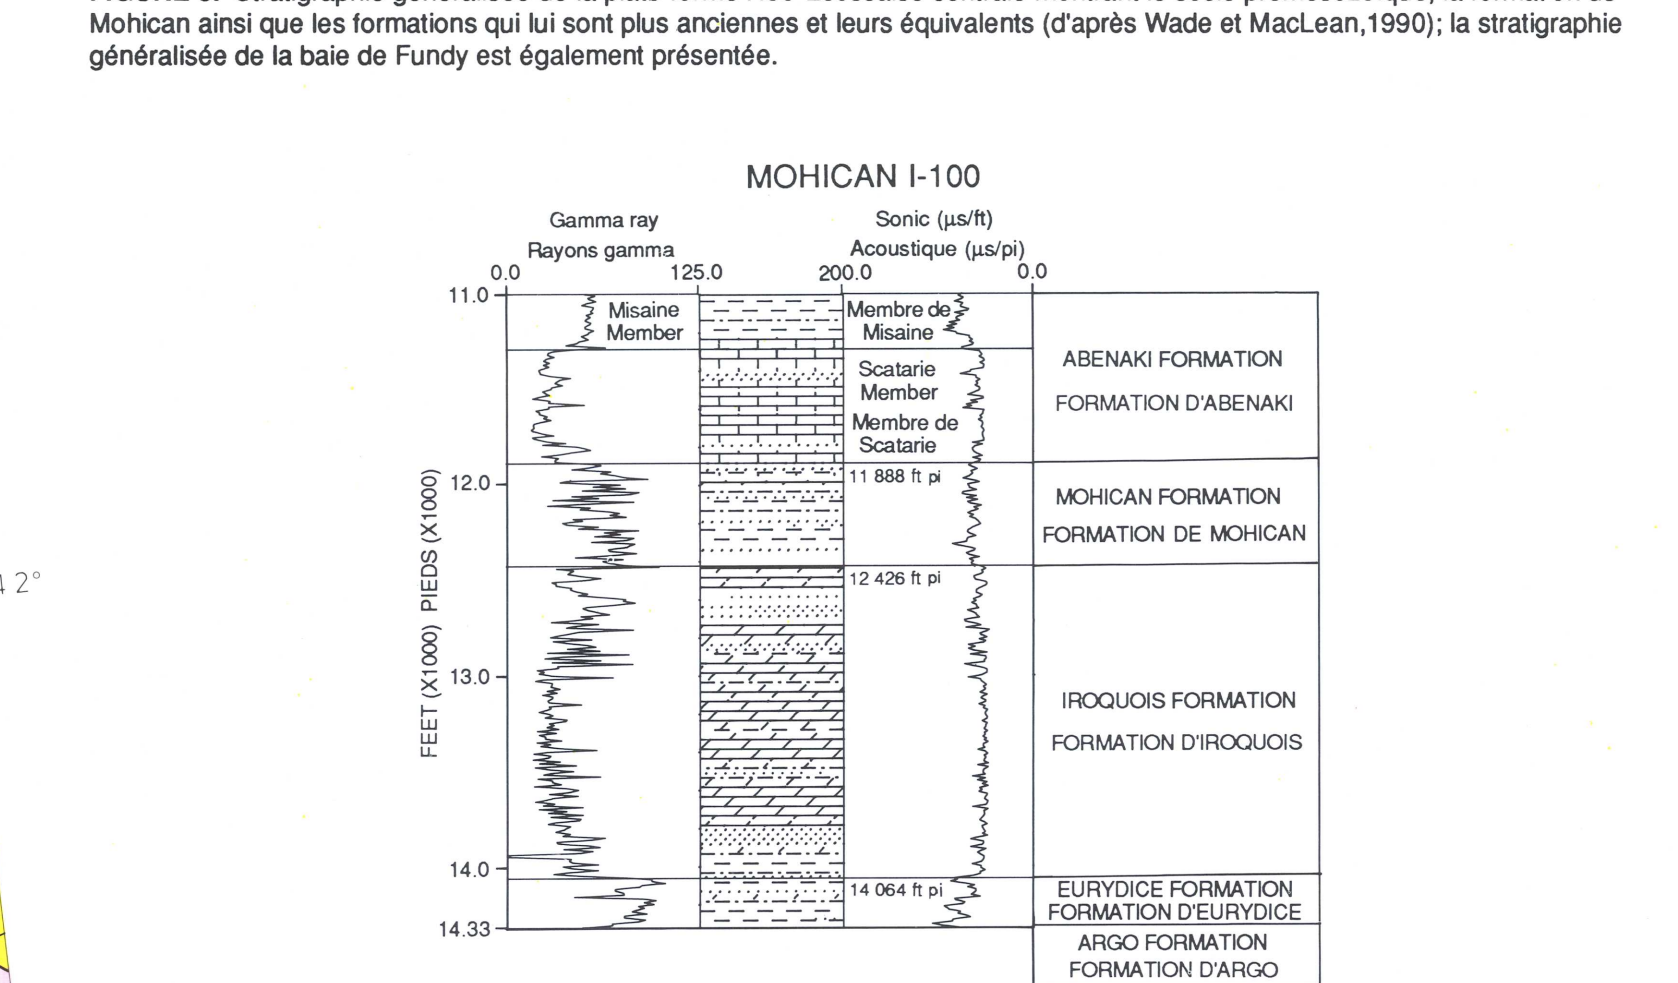 Mohican ainsi que les formations qui lui sont plus anciennes et leurs équivalents (d'après Wade et MacLean,1990); la stratigraphie
généralisée de la baie de Fundy est également présentée.
MOHICAN I-100
Gamma ray
Rayons gamma
Sonic (µs/ft)
Acoustique (µs/pi)
0.0
125.0
200.0
0.0
11.0
12.0
13.0
14.0
14.33
FEET (X1000) PIEDS (X1000)
Misaine
Member
Membre de
Misaine
Scatarie
Member
Membre de
Scatarie
11 888 ft pi
12 426 ft pi
14 064 ft pi
ABENAKI FORMATION
FORMATION D'ABENAKI
MOHICAN FORMATION
FORMATION DE MOHICAN
IROQUOIS FORMATION
FORMATION D'IROQUOIS
EURYDICE FORMATION
FORMATION D'EURYDICE
ARGO FORMATION
FORMATION D'ARGO
2°